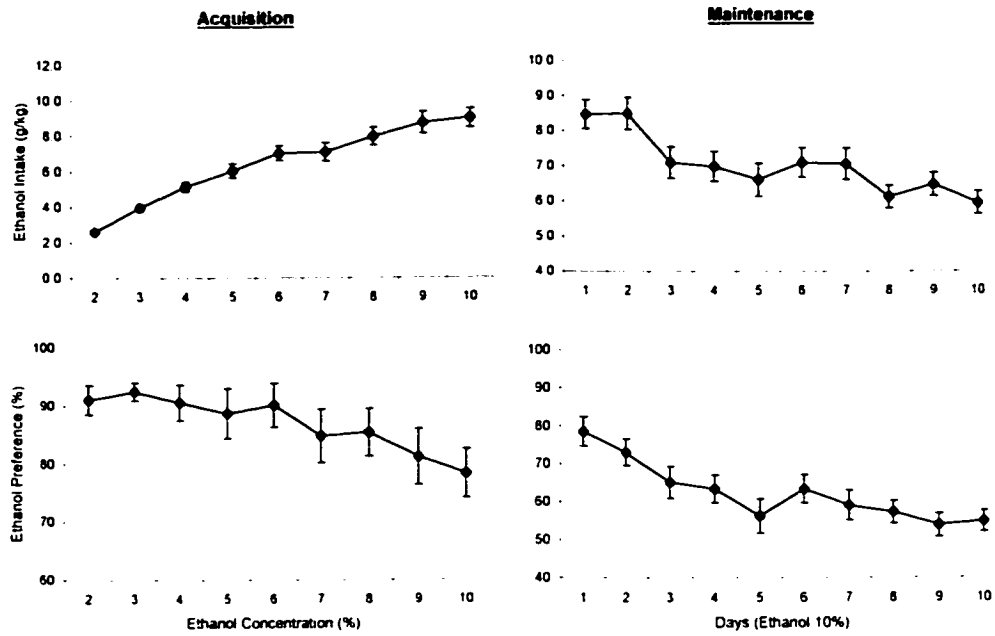 Acquisition
Ethanol Intake (g/kg)
12.0
10.0
8.0
6.0
4.0
2.0
0.0
2 3 4 5 6 7 8 9 10
Maintenance
10.0
9.0
8.0
7.0
6.0
5.0
4.0
1 2 3 4 5 6 7 8 9 10
Ethanol Preference (%)
100
90
80
70
60
2 3 4 5 6 7 8 9 10
Ethanol Concentration (%)
100
90
80
70
60
50
40
1 2 3 4 5 6 7 8 9 10
Days (Ethanol 10%)